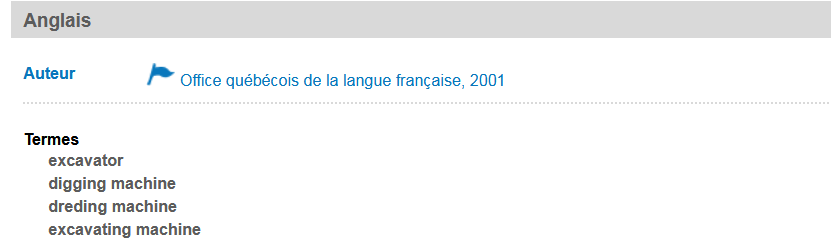 Anglais
Auteur Office québécois de la langue française, 2001
Termes
excavator
digging machine
dreding machine
excavating machine